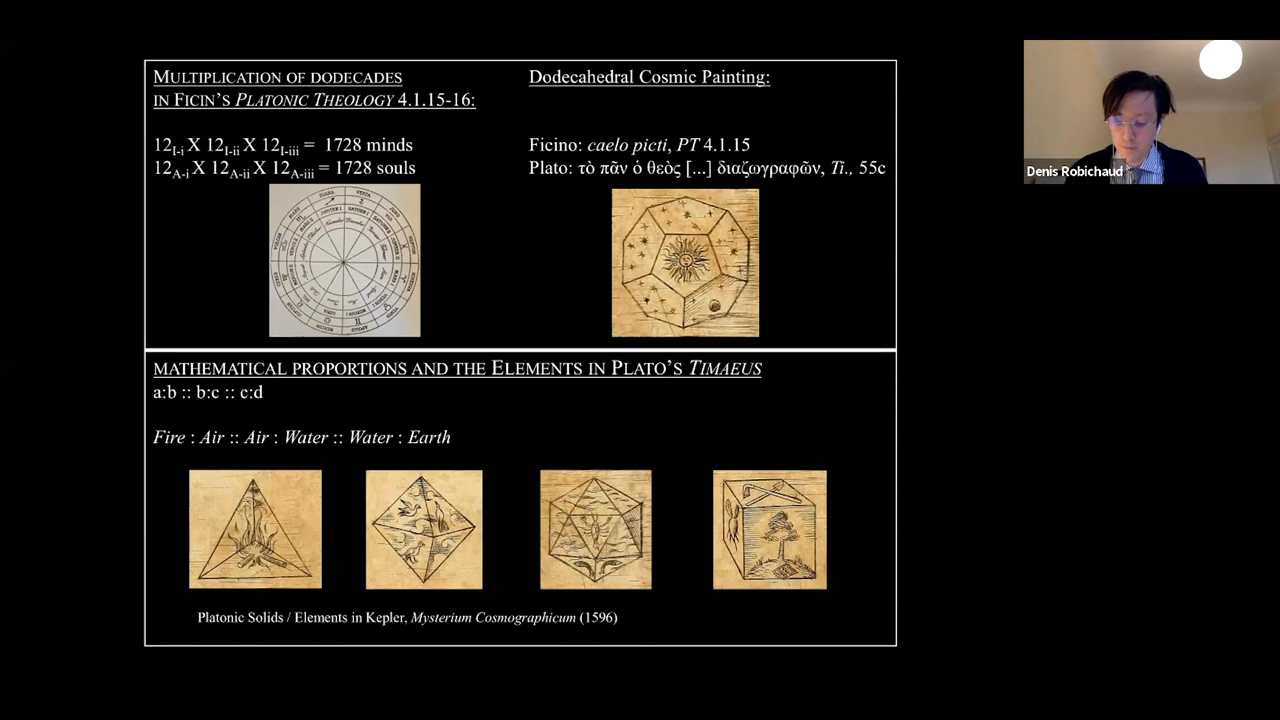 MULTIPLICATION OF DODECADES
IN FICIN'S PLATONIC THEOLOGY 4.1.15-16:
12I-i X 12I-ii X 12I-iii = 1728 minds
12A-i X 12A-ii X 12A-iii = 1728 souls
Dodecahedral Cosmic Painting:
Ficino: caelo picti, PT 4.1.15
Plato: τὸ πᾶν ὁ θεὸς [...] διαζωγραφῶν, Ti., 55c
MATHEMATICAL PROPORTIONS AND THE ELEMENTS IN PLATO'S TIMAEUS
a:b :: b:c :: c:d
Fire : Air :: Air : Water :: Water : Earth
Platonic Solids / Elements in Kepler, Mysterium Cosmographicum (1596)
Denis Robichaud